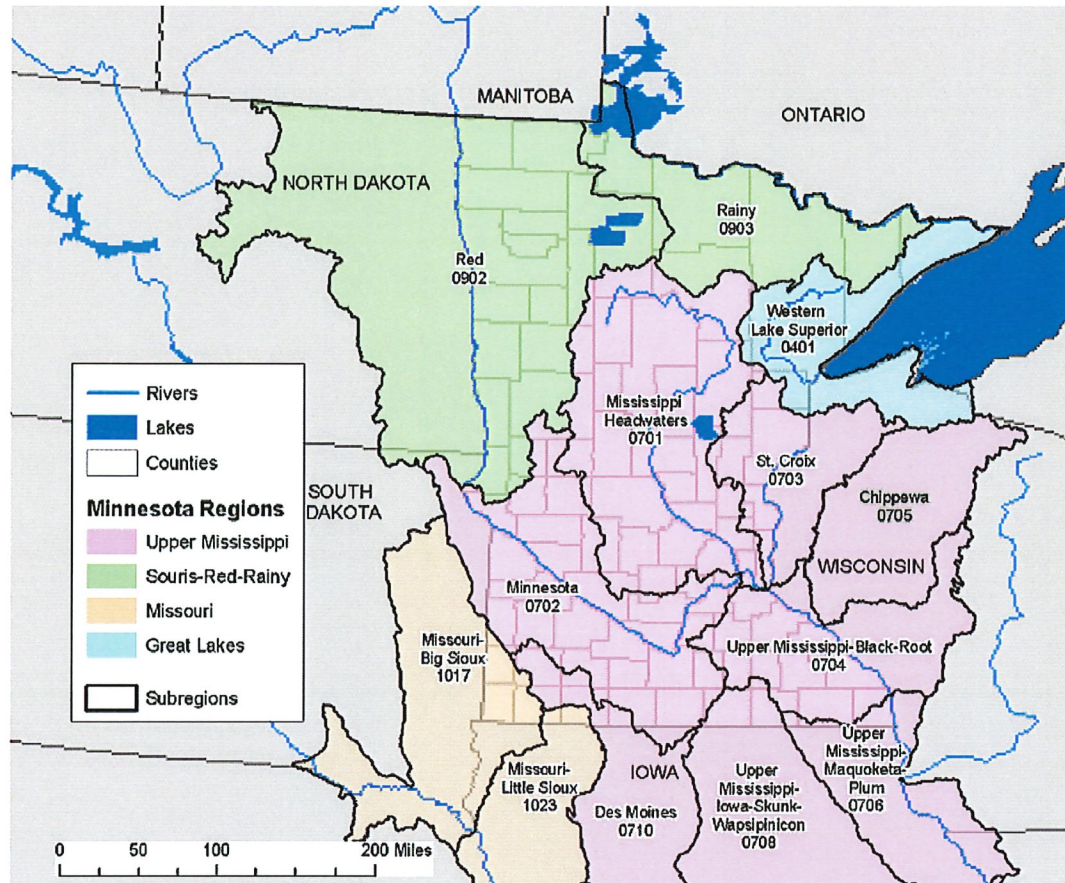 MANITOBA
ONTARIO
NORTH DAKOTA
Rainy
0903
Red
0902
Western
Lake Superior
0401
Rivers
Lakes
Counties
Minnesota Regions
Upper Mississippi
Souris-Red-Rainy
Missouri
Great Lakes
Subregions
Mississippi
Headwaters
0701
St. Croix
0703
Chippewa
0705
SOUTH
DAKOTA
WISCONSIN
Minnesota
0702
Missouri-
Big Sioux
1017
Upper Mississippi-Black-Root
0704
Missouri-
Little Sioux
1023
IOWA
Des Moines
0710
Upper
Mississippi-
Iowa-Skunk-
Wapsipinicon
0708
Upper
Mississippi-
Maquoketa-
Plum
0706
0 50 100 200 Miles